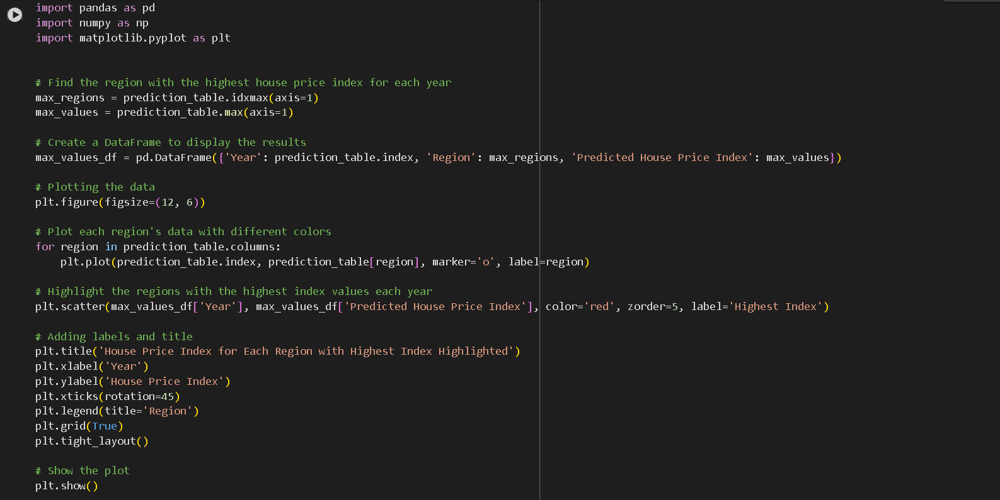 import pandas as pd
import numpy as np
import matplotlib.pyplot as plt
# Find the region with the highest house price index for each year
max_regions = prediction_table.idxmax(axis=1)
max_values = prediction_table.max(axis=1)
# Create a DataFrame to display the results
max_values_df = pd.DataFrame({'Year': prediction_table.index, 'Region': max_regions, 'Predicted House Price Index': max_values})
# Plotting the data
plt.figure(figsize=(12, 6))
# Plot each region's data with different colors
for region in prediction_table.columns:
    plt.plot(prediction_table.index, prediction_table[region], marker='o', label=region)
# Highlight the regions with the highest index values each year
plt.scatter(max_values_df['Year'], max_values_df['Predicted House Price Index'], color='red', zorder=5, label='Highest Index')
# Adding labels and title
plt.title('House Price Index for Each Region with Highest Index Highlighted')
plt.xlabel('Year')
plt.ylabel('House Price Index')
plt.xticks(rotation=45)
plt.legend(title='Region')
plt.grid(True)
plt.tight_layout()
# Show the plot
plt.show()